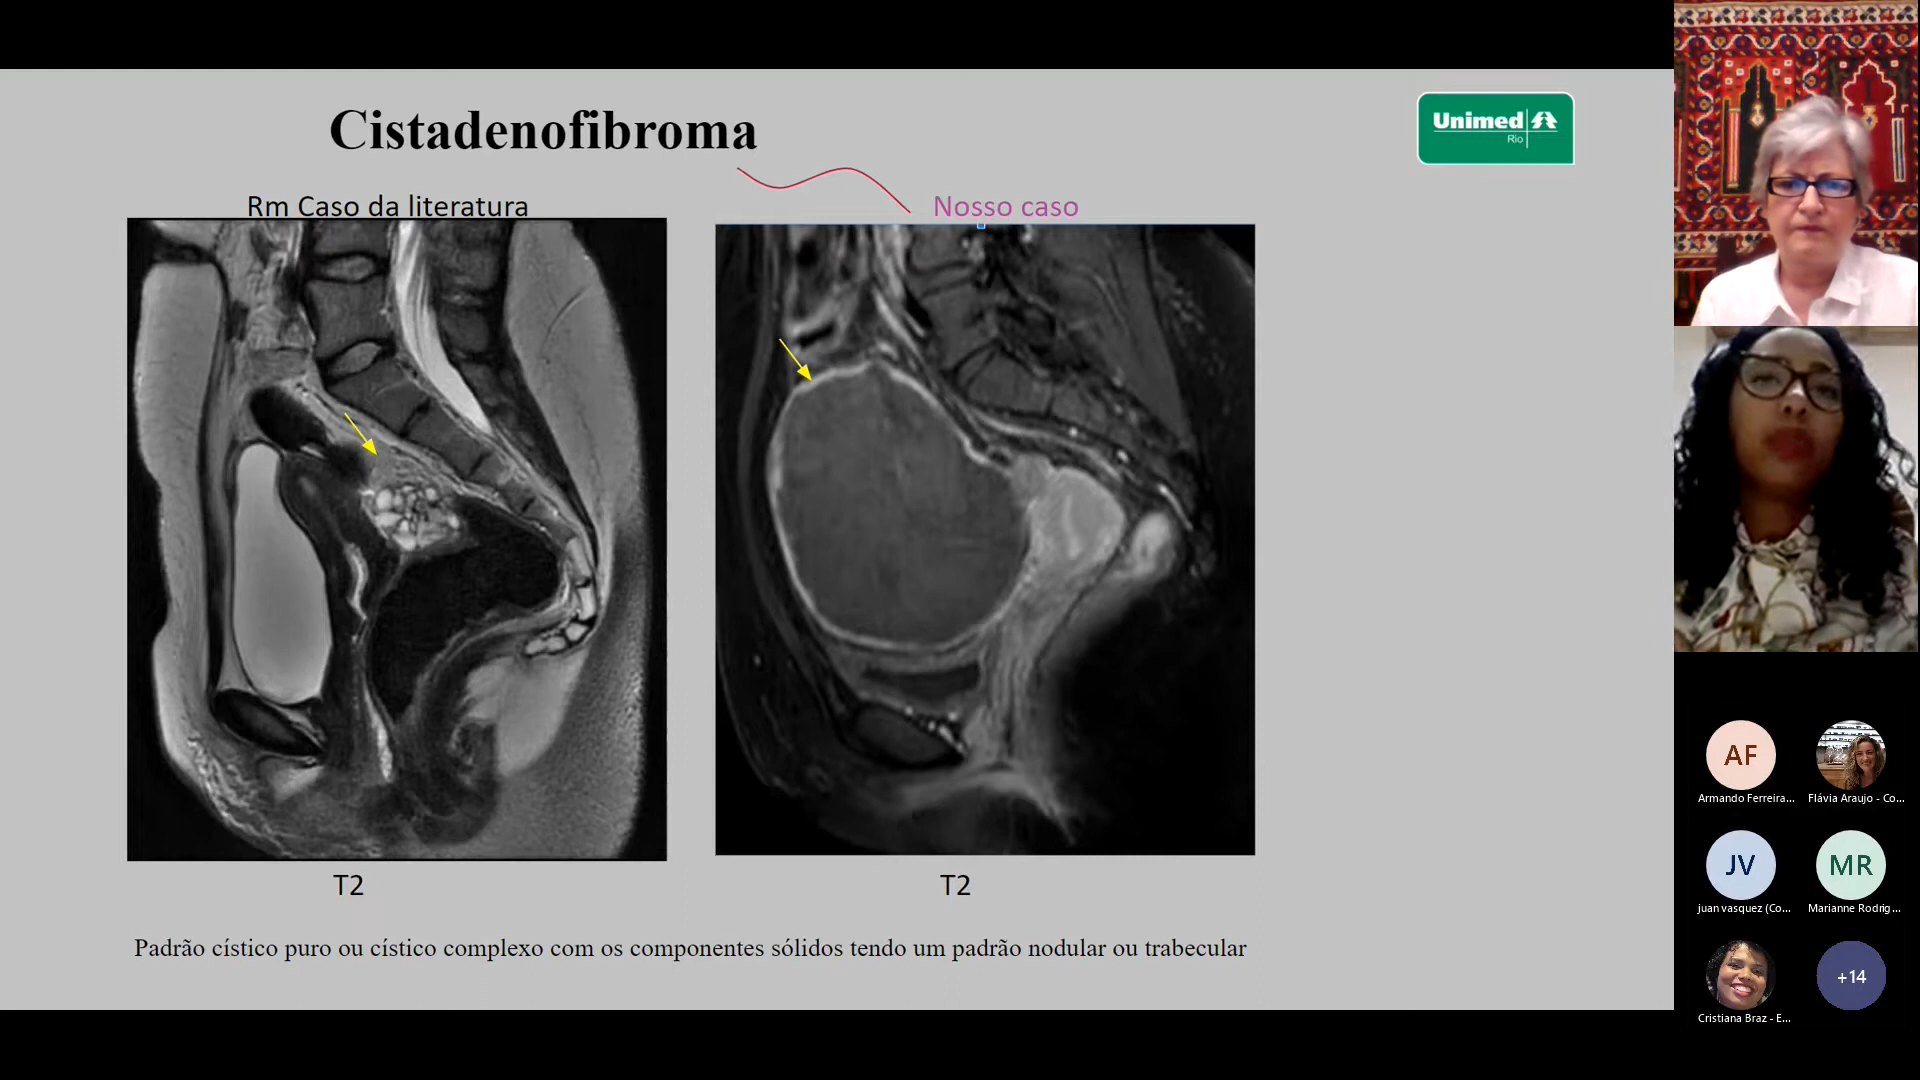 Cistadenofibroma
Unimed
Rio
Rm Caso da literatura
Nosso caso
T2
T2
Padrão cístico puro ou cístico complexo com os componentes sólidos tendo um padrão nodular ou trabecular
AF
Armando Ferreira...
Flávia Araujo - Co...
JV
juan vasquez (Co...
MR
Marianne Rodrig...
Cristiana Braz - E...
+14